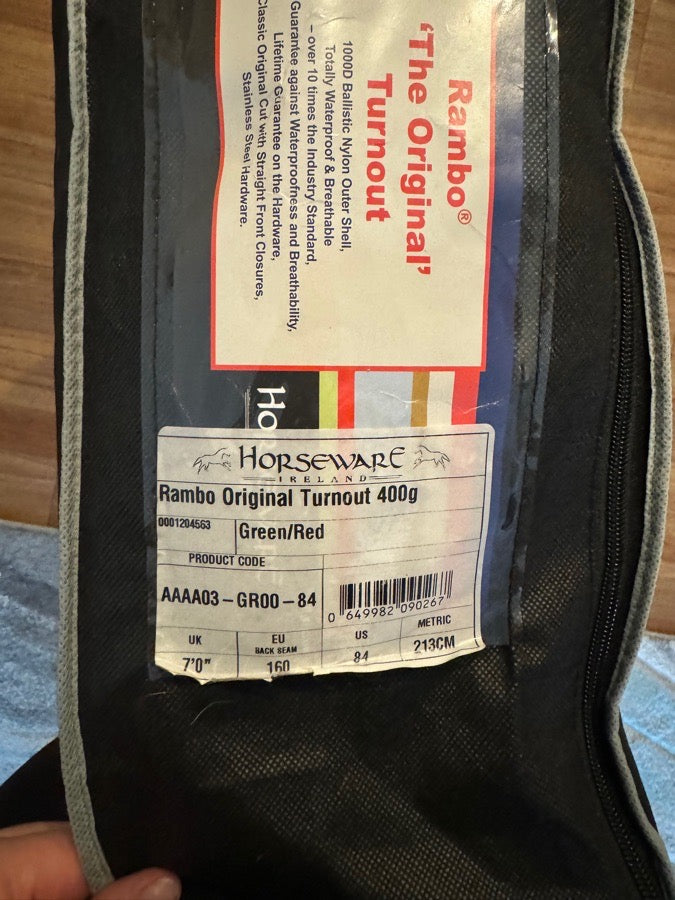 Rambo®
‘The Original’
Turnout
1000D Ballistic Nylon Outer Shell,
Totally Waterproof & Breathable
– over 10 times the Industry Standard,
Guarantee against Waterproofness and Breathability,
Lifetime Guarantee on the Hardware,
Classic Original Cut with Straight Front Closures,
Stainless Steel Hardware.
Ho
HORSEWARE
IRELAND
Rambo Original Turnout 400g
0001204563
Green/Red
PRODUCT CODE
AAAA03-GR00-84
0 649982 090267
UK
EU
BACK SEAM
US
METRIC
7'0"
160
84
213CM